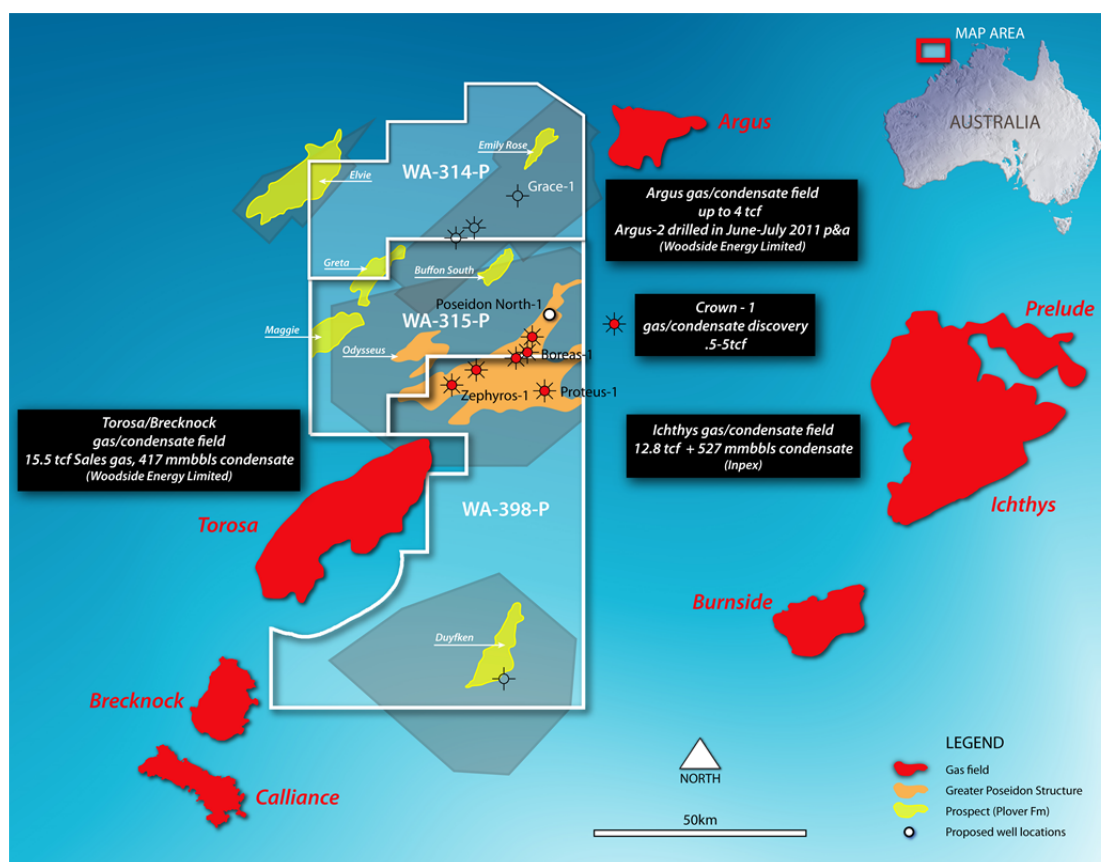 MAP AREA
AUSTRALIA
Argus
Emily Rose
WA-314-P
Elvie
Grace-1
Argus gas/condensate field
up to 4 tcf
Argus-2 drilled in June-July 2011 p&a
(Woodside Energy Limited)
Greta
Buffon South
Poseidon North-1
WA-315-P
Maggie
Odysseus
Boreas-1
Zephyros-1
Proteus-1
Crown - 1
gas/condensate discovery
.5-5tcf
Prelude
Torosa/Brecknock
gas/condensate field
15.5 tcf Sales gas, 417 mmbbls condensate
(Woodside Energy Limited)
Ichthys gas/condensate field
12.8 tcf + 527 mmbbls condensate
(Inpex)
Ichthys
Torosa
WA-398-P
Burnside
Duyfken
Brecknock
Calliance
NORTH
50km
LEGEND
Gas field
Greater Poseidon Structure
Prospect (Plover Fm)
Proposed well locations